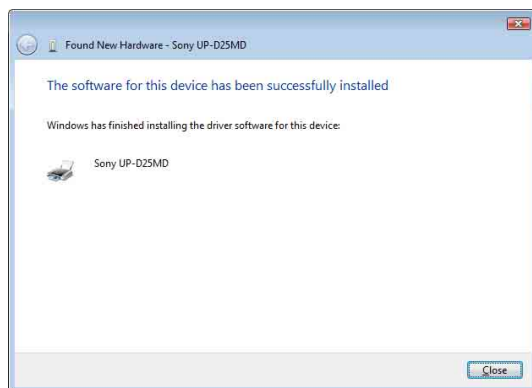 Found New Hardware - Sony UP-D25MD
The software for this device has been successfully installed
Windows has finished installing the driver software for this device:
Sony UP-D25MD
Close